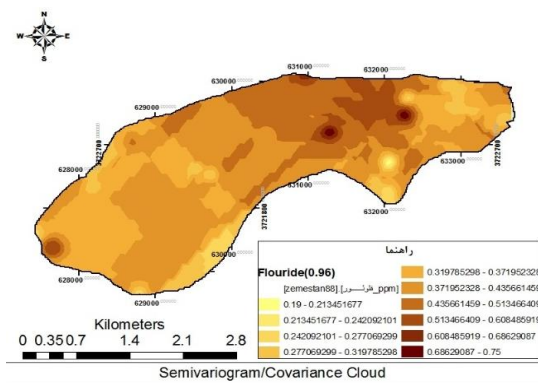 N
W E
S
630000
631000
632000
629000
3722700
628000
3722700
633000
631000
3721800
632000
630000
628000
629000
راهنما
Flouride(0.96)
[zemestan88].[فلوئـــور_ppm]
0.19 - 0.213451677
0.213451677 - 0.242092101
0.242092101 - 0.277069299
0.277069299 - 0.319785298
0.319785298 - 0.371952328
0.371952328 - 0.435661459
0.435661459 - 0.513466409
0.513466409 - 0.608485919
0.608485919 - 0.68629087
0.68629087 - 0.75
Kilometers
0 0.35 0.7 1.4 2.1 2.8
Semivariogram/Covariance Cloud